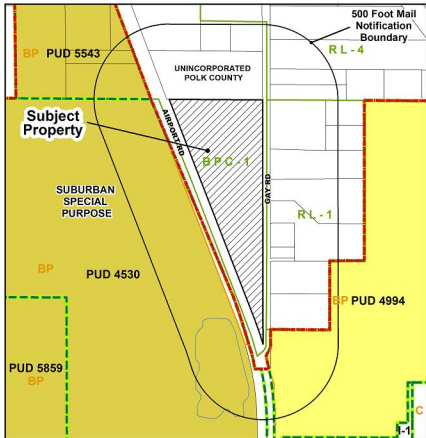 500 Foot Mail
Notification
Boundary
BP
PUD 5543
RL-4
UNINCORPORATED
POLK COUNTY
Subject
Property
AIRPORT RD
BPC-1
GAY RD
SUBURBAN
SPECIAL
PURPOSE
RL-1
BP
PUD 4530
BP PUD 4994
PUD 5859
BP
I-1
C